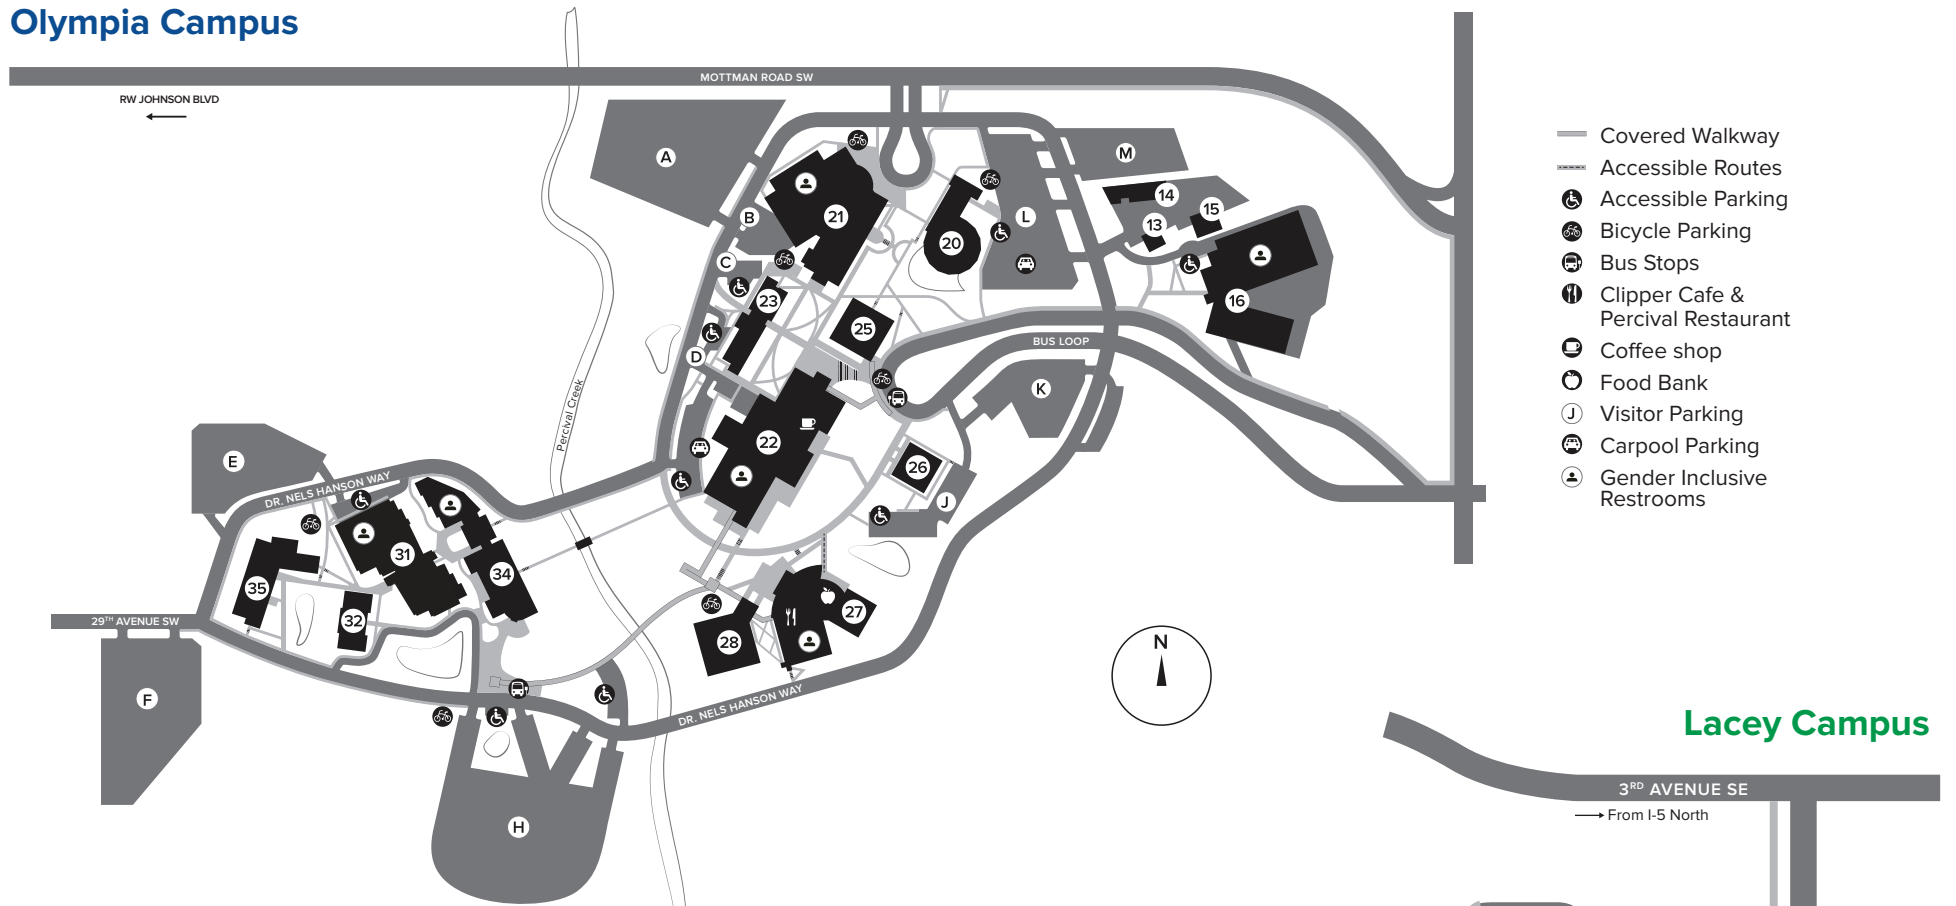 Olympia Campus
MOTTMAN ROAD SW
RW JOHNSON BLVD
A
M
B
21
L
14
15
13
20
C
23
16
25
D
BUS LOOP
K
Percival Creek
22
E
26
DR. NELS HANSON WAY
J
31
34
35
32
27
28
29TH AVENUE SW
F
DR. NELS HANSON WAY
H
N
Covered Walkway
Accessible Routes
Accessible Parking
Bicycle Parking
Bus Stops
Clipper Cafe &
Percival Restaurant
Coffee shop
Food Bank
J Visitor Parking
Carpool Parking
Gender Inclusive
Restrooms
Lacey Campus
3RD AVENUE SE
From I-5 North